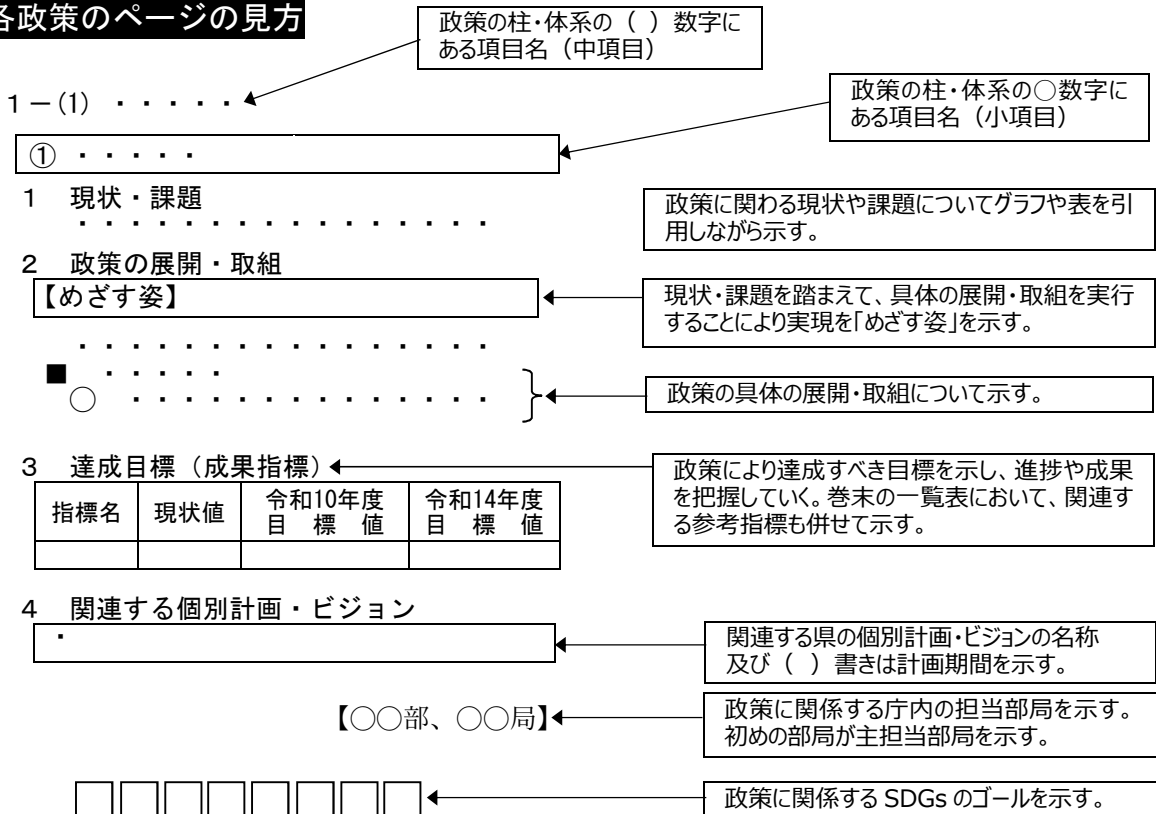 各政策のページの見方
政策の柱・体系の（ ）数字に
ある項目名（中項目）
1－(1) ・・・・・
政策の柱・体系の○数字に
ある項目名（小項目）
① ・・・・・
1 現状・課題
・・・・・・・・・・・・・・・・
政策に関わる現状や課題についてグラフや表を引
用しながら示す。
2 政策の展開・取組
【めざす姿】
現状・課題を踏まえて、具体の展開・取組を実行
することにより実現を「めざす姿」を示す。
・・・・・・・・・・・・・・・・
■ ・・・・・
○ ・・・・・・・・・・・・・・
政策の具体の展開・取組について示す。
3 達成目標（成果指標）
政策により達成すべき目標を示し、進捗や成果
を把握していく。巻末の一覧表において、関連す
る参考指標も併せて示す。
指標名 現状値 令和10年度 令和14年度
目 標 値 目 標 値
4 関連する個別計画・ビジョン
・
関連する県の個別計画・ビジョンの名称
及び（ ）書きは計画期間を示す。
【○○部、○○局】
政策に関係する庁内の担当部局を示す。
初めの部局が主担当部局を示す。
政策に関係する SDGs のゴールを示す。